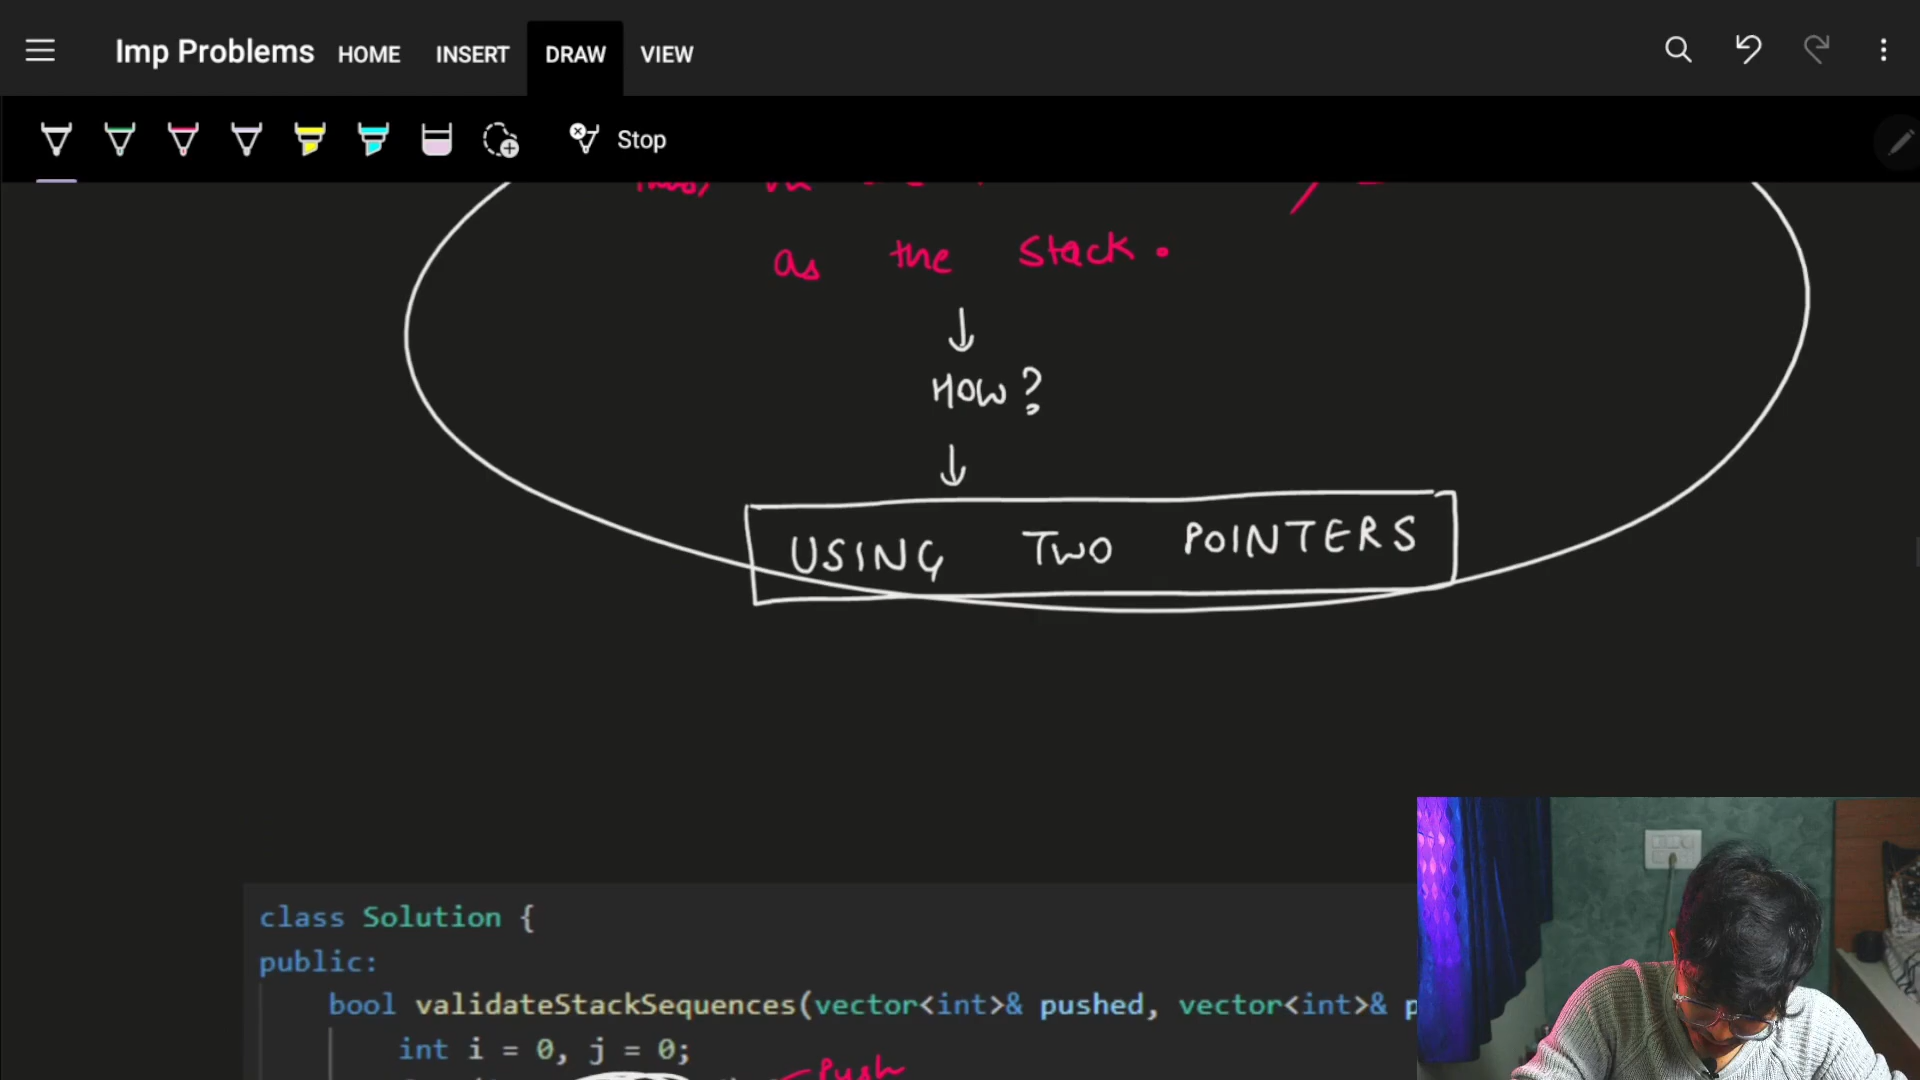 Imp Problems HOME INSERT DRAW VIEW
Stop
as the Stack.
HOW?
USING TWO POINTERS
class Solution {
public:
bool validateStackSequences(vector<int>& pushed, vector<int>& p
int i = 0, j = 0;
Push